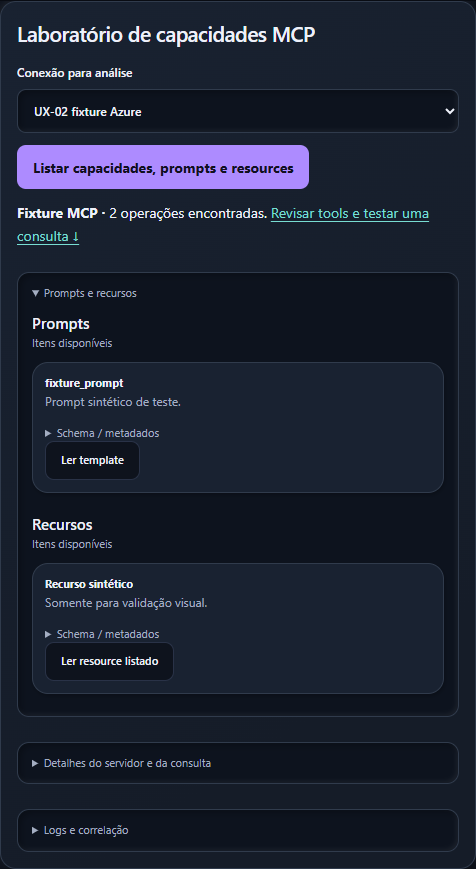 Laboratório de capacidades MCP
Conexão para análise
UX-02 fixture Azure
Listar capacidades, prompts e resources
Fixture MCP · 2 operações encontradas. Revisar tools e testar uma
consulta ↓
▼ Prompts e recursos
Prompts
Itens disponíveis
fixture_prompt
Prompt sintético de teste.
▶ Schema / metadados
Ler template
Recursos
Itens disponíveis
Recurso sintético
Somente para validação visual.
▶ Schema / metadados
Ler resource listado
▶ Detalhes do servidor e da consulta
▶ Logs e correlação